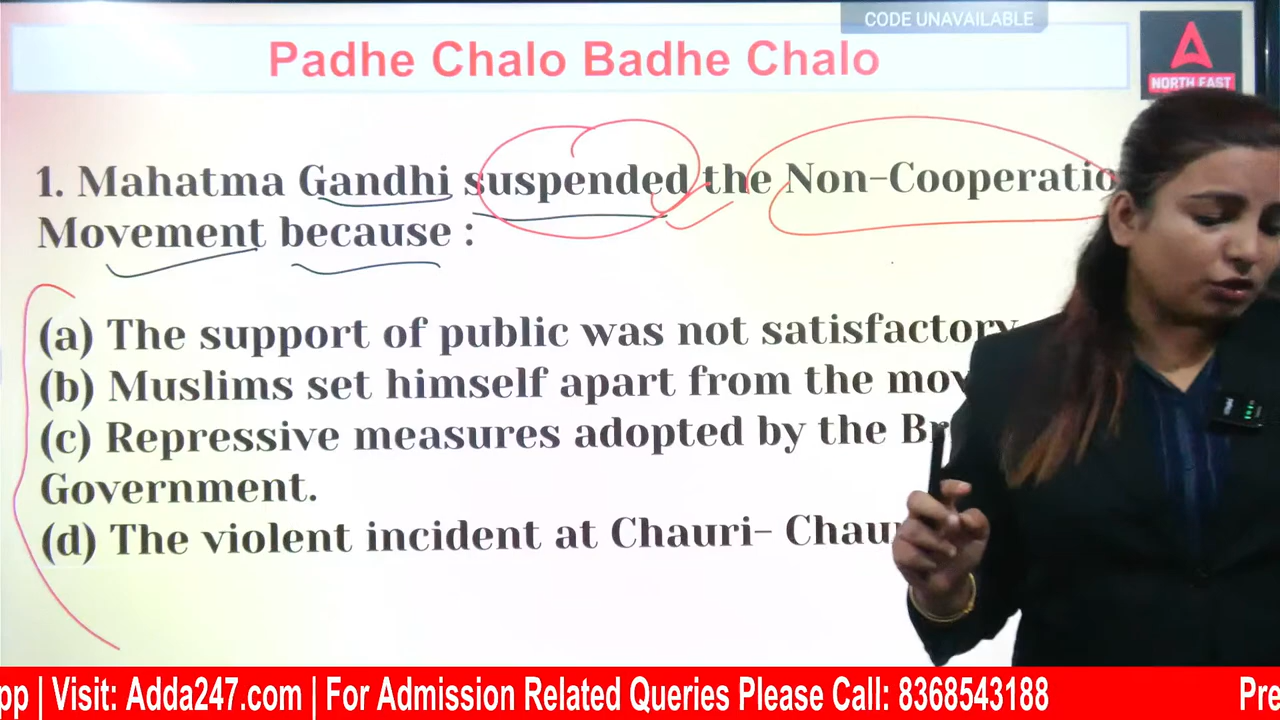 CODE UNAVAILABLE
Padhe Chalo Badhe Chalo
NORTH EAST
1. Mahatma Gandhi suspended the Non-Cooperatio
Movement because :
(a) The support of public was not satisfactory
(b) Muslims set himself apart from the mov
(c) Repressive measures adopted by the Br
Government.
(d) The violent incident at Chauri- Chau
pp | Visit: Adda247.com | For Admission Related Queries Please Call: 8368543188
Pre